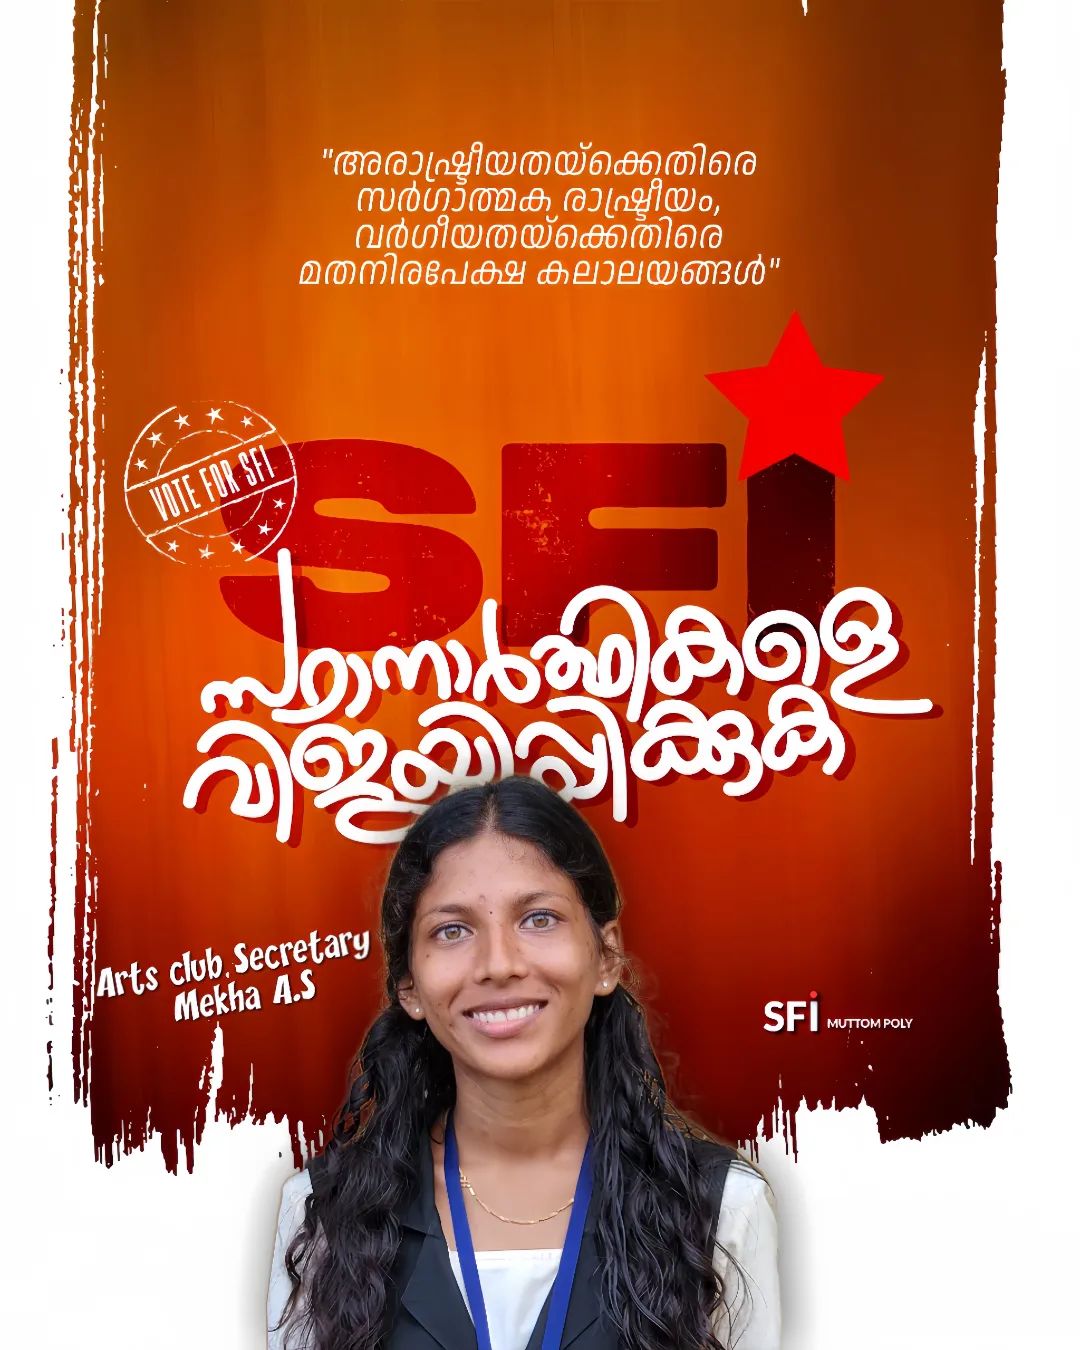 "അരാഷ്ട്രീയതയ്ക്കെതിരെ
സർഗാത്മക രാഷ്ട്രീയം,
വർഗീയതയ്ക്കെതിരെ
മതനിരപേക്ഷ കലാലയങ്ങൾ"
VOTE FOR SFI
SFi
സ്ഥാനാർത്ഥികളെ
വിജയിപ്പിക്കുക
Arts club Secretary
Mekha A.S
SFi MUTTOM POLY